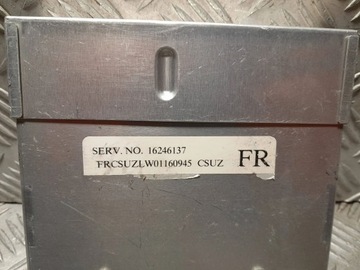 SERV. NO. 16246137
FRCSUZLW01160945 CSUZ FR